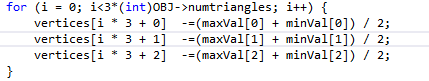 for (i = 0; i<3*(int)OBJ->numtriangles; i++) {
vertices[i * 3 + 0] -=(maxVal[0] + minVal[0]) / 2;
vertices[i * 3 + 1] -=(maxVal[1] + minVal[1]) / 2;
vertices[i * 3 + 2] -=(maxVal[2] + minVal[2]) / 2;
}